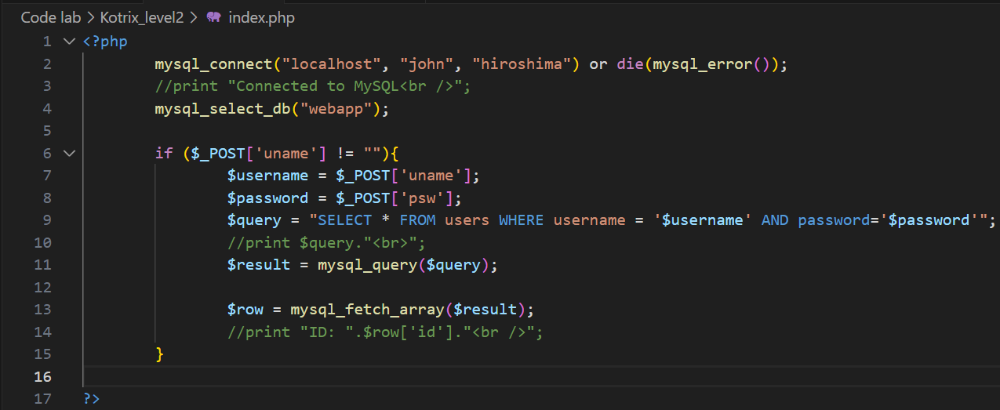 Code lab > Kotrix_level2 > index.php
1 <?php
2 mysql_connect("localhost", "john", "hiroshima") or die(mysql_error());
3 //print "Connected to MySQL<br />";
4 mysql_select_db("webapp");
5
6 if ($_POST['uname'] != ""){
7 $username = $_POST['uname'];
8 $password = $_POST['psw'];
9 $query = "SELECT * FROM users WHERE username = '$username' AND password='$password'";
10 //print $query."<br>";
11 $result = mysql_query($query);
12
13 $row = mysql_fetch_array($result);
14 //print "ID: ".$row['id']."<br />";
15 }
16
17 ?>